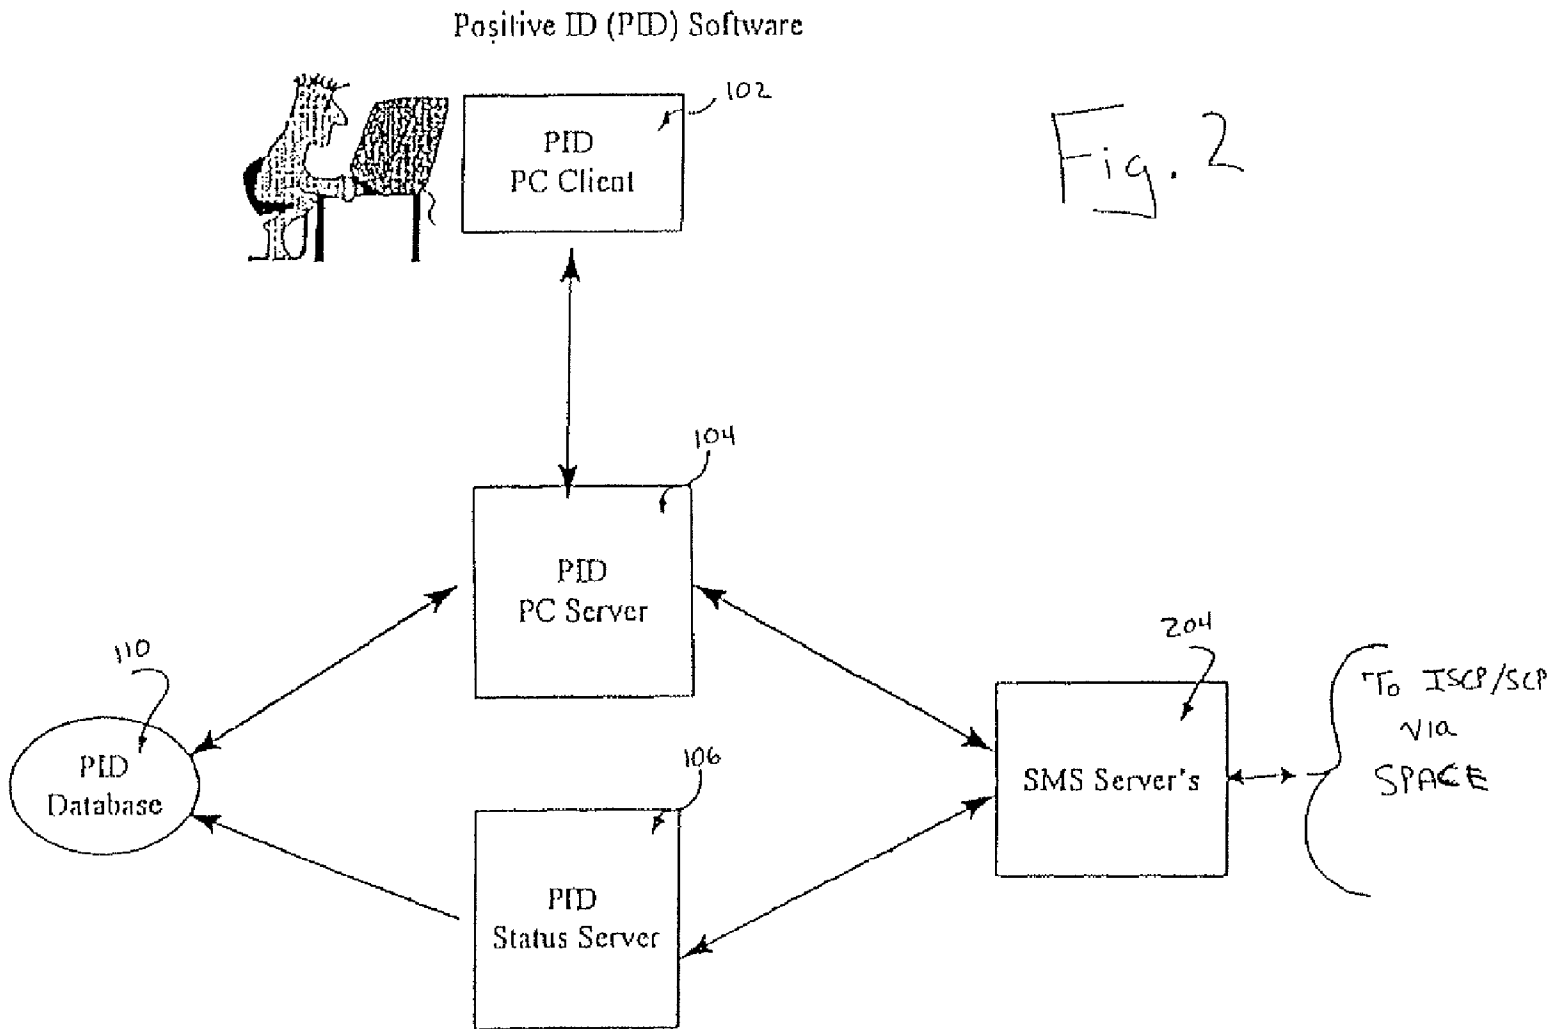 Positive ID (PID) Software
102
PID
PC Client
Fig. 2
104
PID
PC Server
110
PID
Database
204
SMS Server's
To ISCP/SCP
via
SPACE
106
PID
Status Server